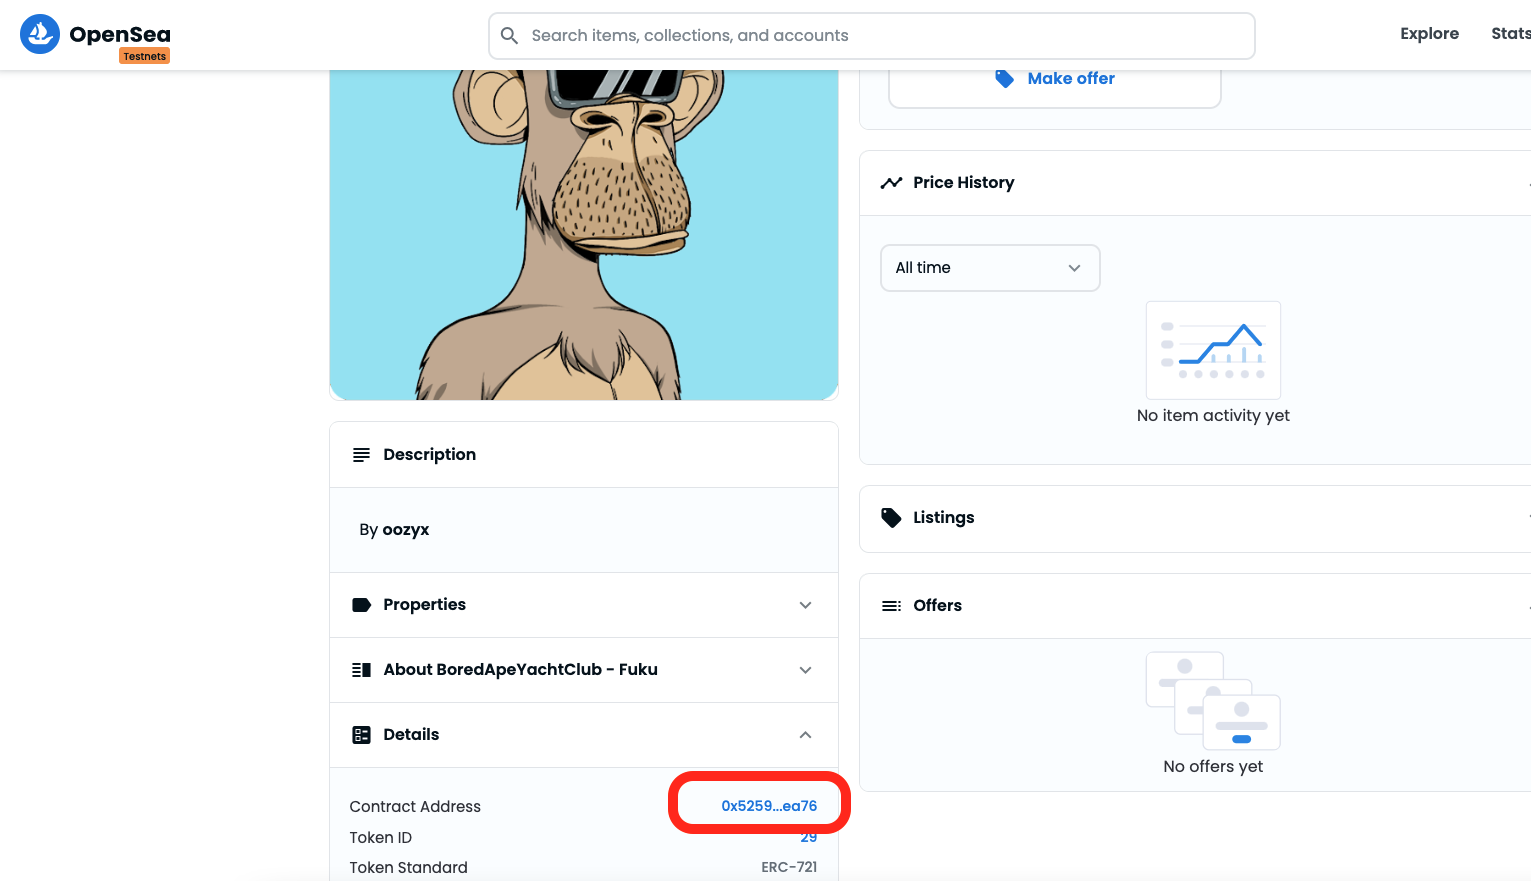 OpenSea
Testnets
Search items, collections, and accounts
Explore
Stats
Make offer
Price History
All time
No item activity yet
Description
By oozyx
Properties
About BoredApeYachtClub - Fuku
Details
Contract Address 0x5259...ea76
Token ID 29
Token Standard ERC-721
Listings
Offers
No offers yet